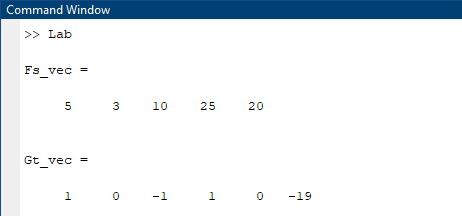 Command Window
>> Lab
Fs_vec =
5 3 10 25 20
Gt_vec =
1 0 -1 1 0 -19